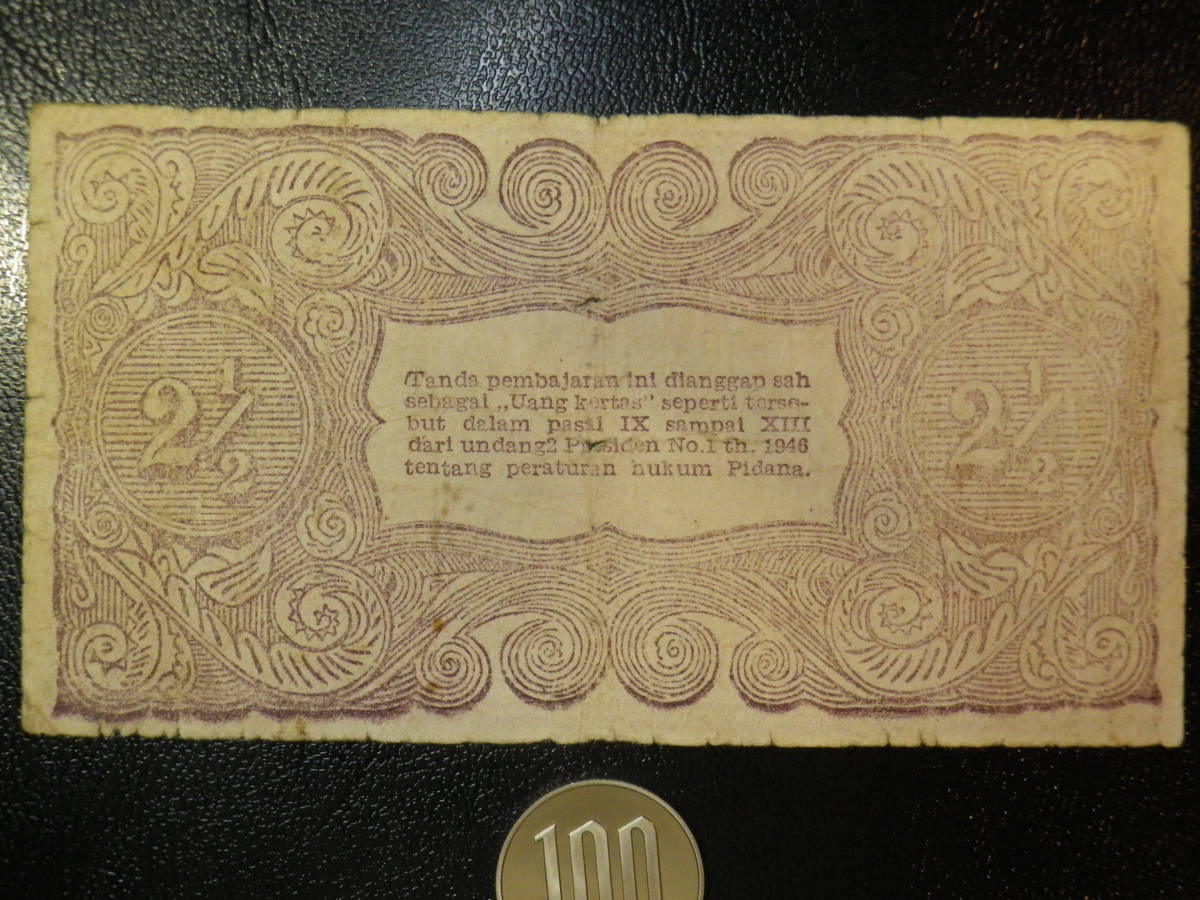 2 1/2
Tanda pembajaran ini dianggap sah
sebagai „Uang kertas" seperti terse-
but dalam pasal IX sampai XIII
dari undang2 Presiden No.1 th. 1946
tentang peraturan hukum Pidana.
2 1/2
100